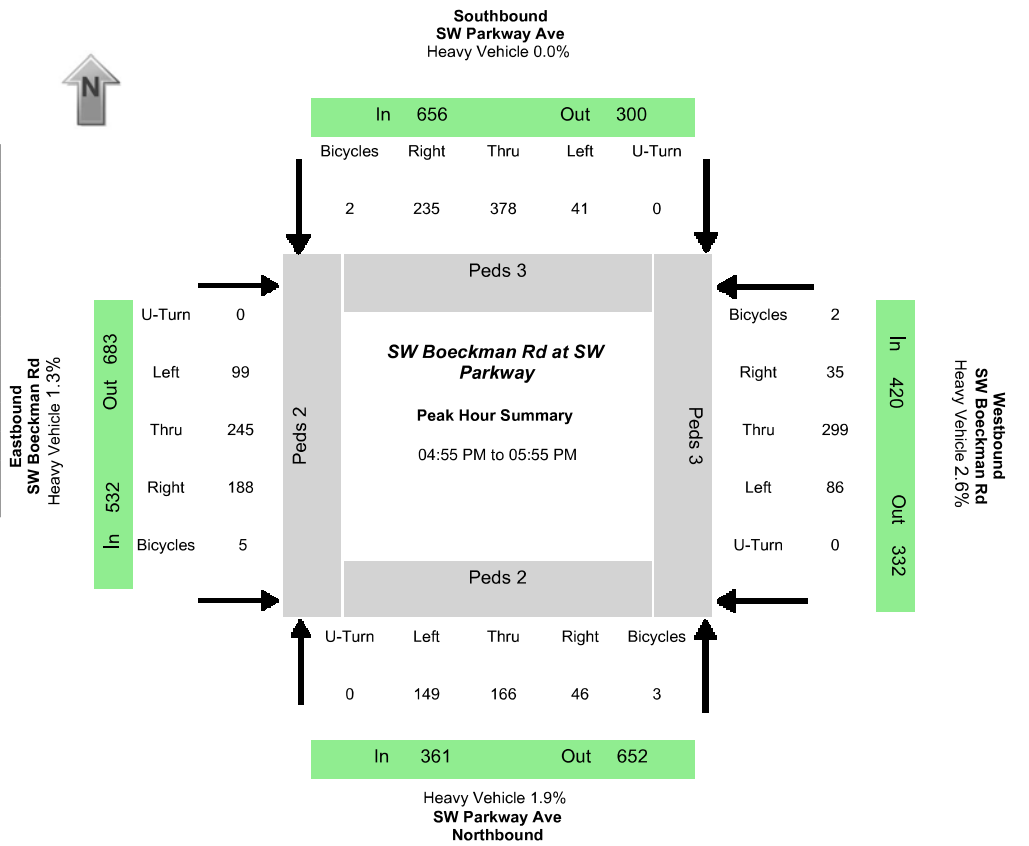 Southbound
SW Parkway Ave
Heavy Vehicle 0.0%
N
In 656 Out 300
Bicycles Right Thru Left U-Turn
2 235 378 41 0
Peds 3
Eastbound
SW Boeckman Rd
Heavy Vehicle 1.3%
Out 683
In 532
U-Turn 0
Left 99
Thru 245
Right 188
Bicycles 5
Peds 2
SW Boeckman Rd at SW
Parkway
Peak Hour Summary
04:55 PM to 05:55 PM
Peds 3
Bicycles 2
Right 35
Thru 299
Left 86
U-Turn 0
In 420
Out 332
Westbound
SW Boeckman Rd
Heavy Vehicle 2.6%
Peds 2
U-Turn Left Thru Right Bicycles
0 149 166 46 3
In 361 Out 652
Heavy Vehicle 1.9%
SW Parkway Ave
Northbound